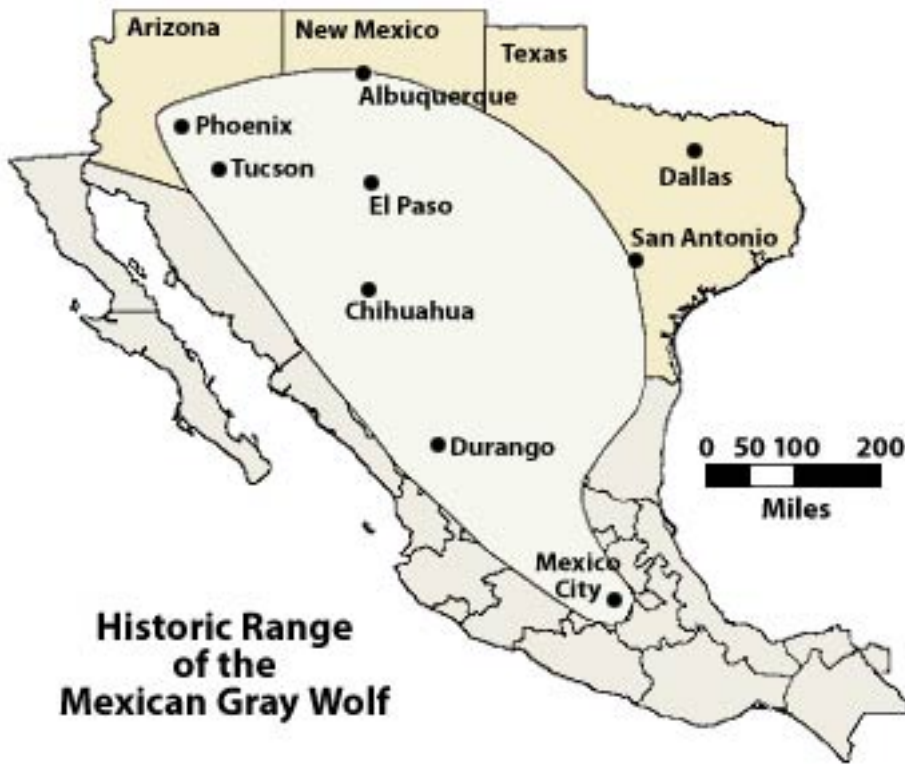 Arizona
New Mexico
Texas
Albuquerque
Phoenix
Tucson
El Paso
Dallas
San Antonio
Chihuahua
Durango
0 50 100 200
Miles
Mexico
City
Historic Range
of the
Mexican Gray Wolf